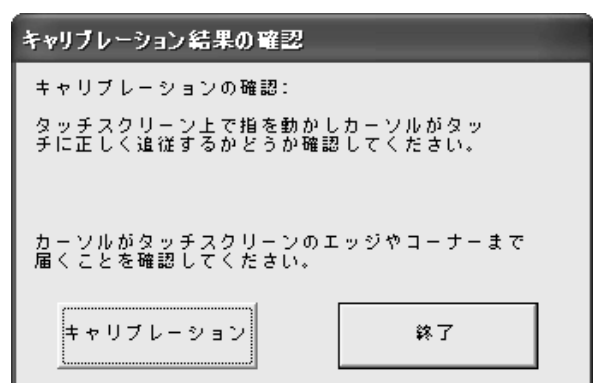 キャリブレーション結果の確認
キャリブレーションの確認:
タッチスクリーン上で指を動かしカーソルがタッ
チに正しく追従するかどうか確認してください。
カーソルがタッチスクリーンのエッジやコーナーまで
届くことを確認してください。
キャリブレーション
終了